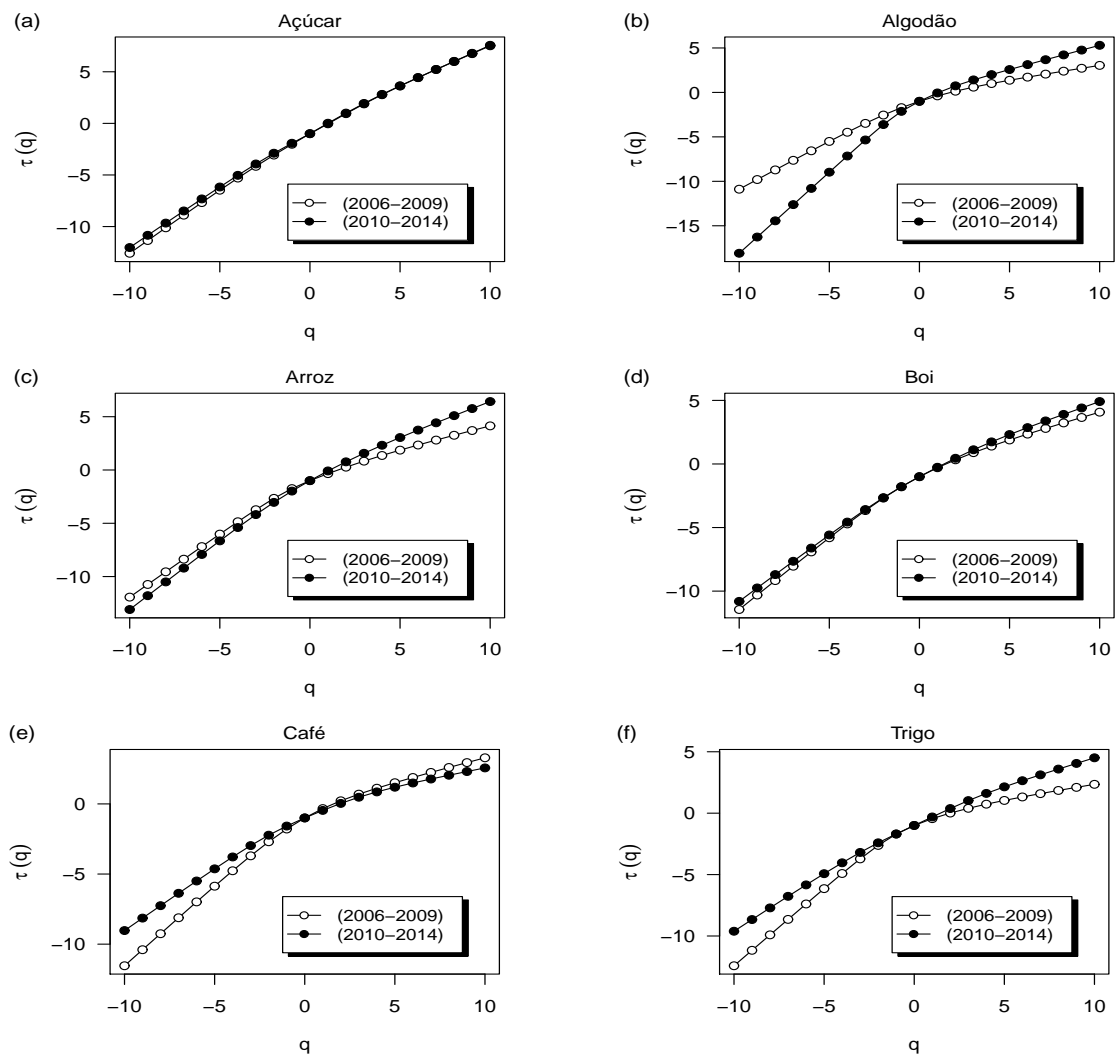 (a)
Açúcar
5
0
−5
−10
τ (q)
(2006−2009)
(2010−2014)
−10 −5 0 5 10
q
(b)
Algodão
5
0
−5
−10
−15
τ (q)
(2006−2009)
(2010−2014)
−10 −5 0 5 10
q
(c)
Arroz
5
0
−5
−10
τ (q)
(2006−2009)
(2010−2014)
−10 −5 0 5 10
q
(d)
Boi
5
0
−5
−10
τ (q)
(2006−2009)
(2010−2014)
−10 −5 0 5 10
q
(e)
Café
0
−5
−10
τ (q)
(2006−2009)
(2010−2014)
−10 −5 0 5 10
q
(f)
Trigo
5
0
−5
−10
τ (q)
(2006−2009)
(2010−2014)
−10 −5 0 5 10
q